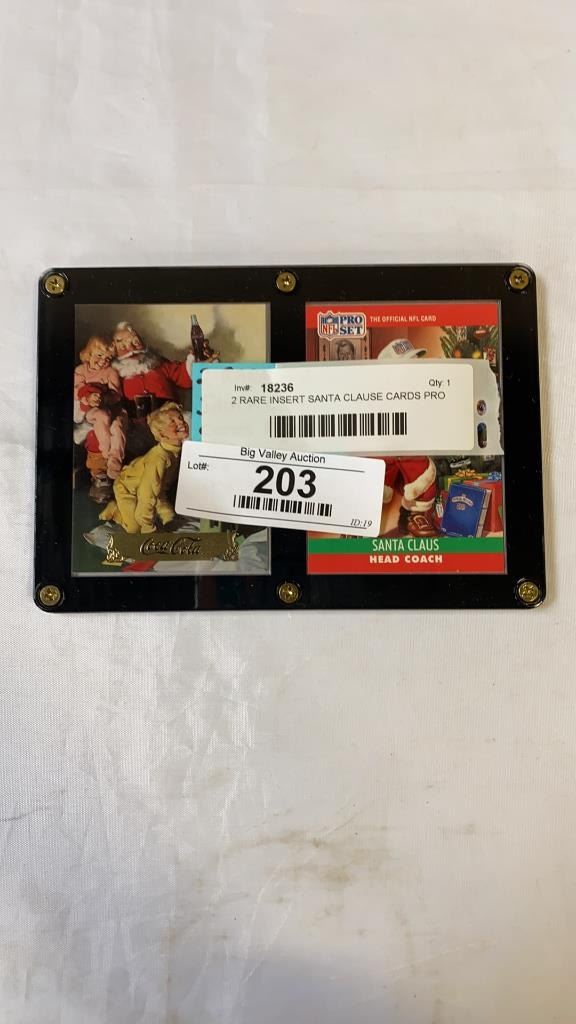 PRO SET
NFL
THE OFFICIAL NFL CARD
Inv#: 18236 Qty: 1
2 RARE INSERT SANTA CLAUSE CARDS PRO
Big Valley Auction
Lot#:
203
ID:19
Coca-Cola
SANTA CLAUS
HEAD COACH